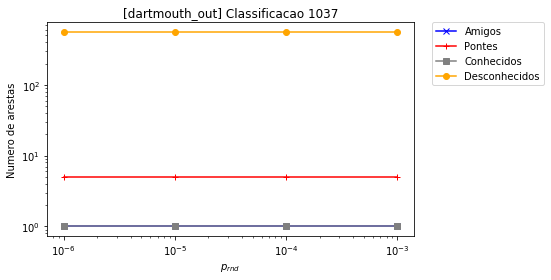 [dartmouth_out] Classificacao 1037
Numero de arestas
10²
10¹
10⁰
10⁻⁶
10⁻⁵
10⁻⁴
10⁻³
p_rnd
Amigos
Pontes
Conhecidos
Desconhecidos